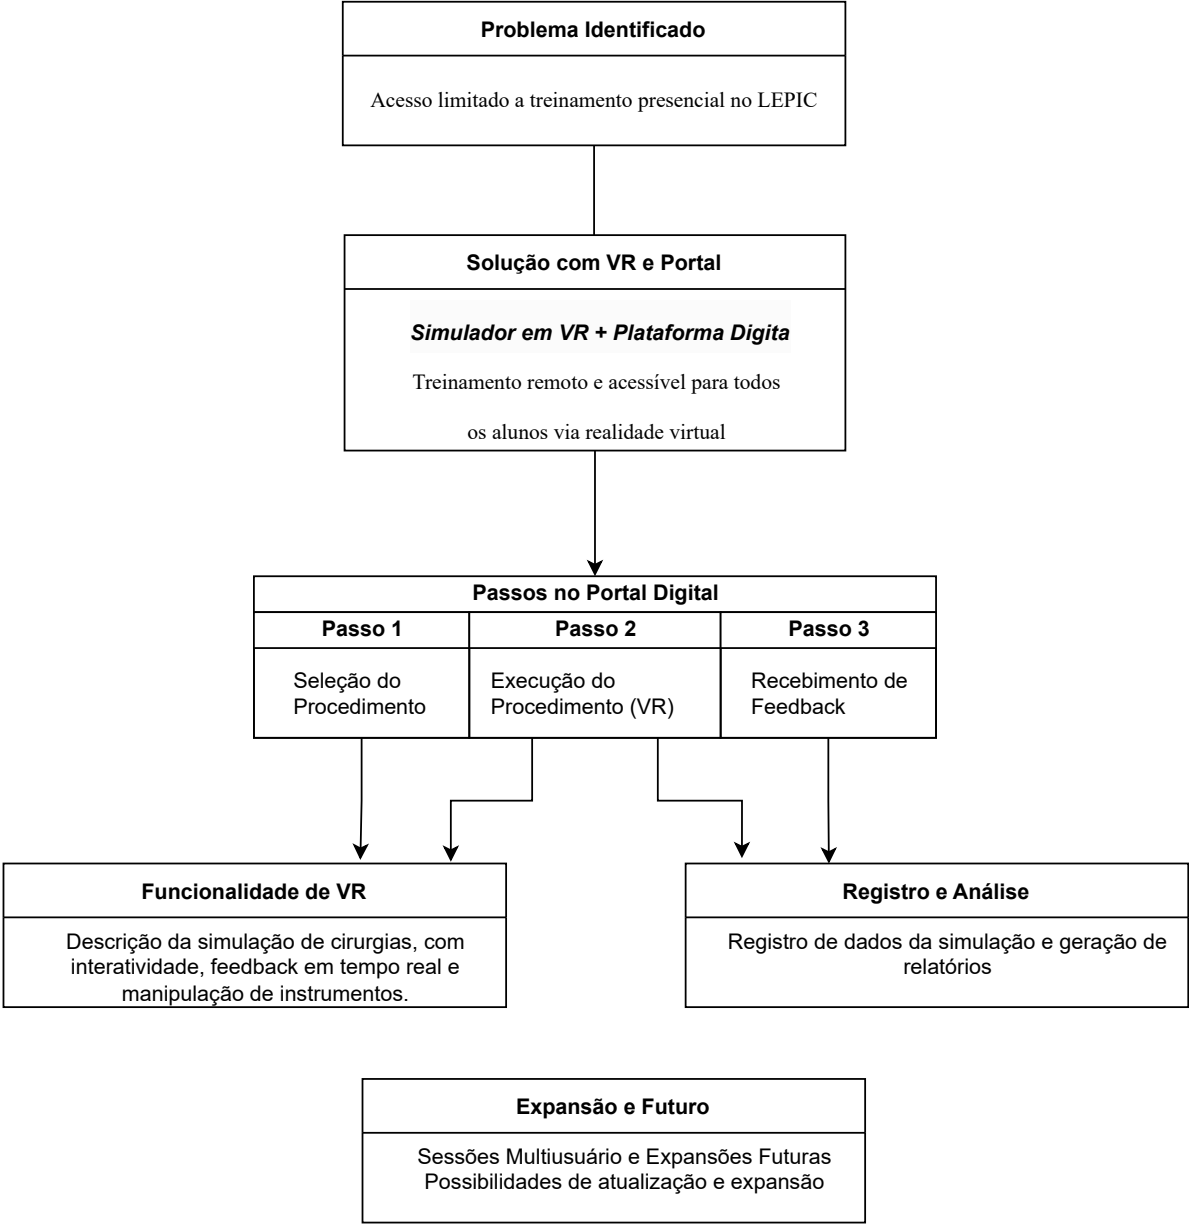 Problema Identificado
Acesso limitado a treinamento presencial no LEPIC
Solução com VR e Portal
Simulador em VR + Plataforma Digita
Treinamento remoto e acessível para todos
os alunos via realidade virtual
Passos no Portal Digital
Passo 1
Passo 2
Passo 3
Seleção do
Procedimento
Execução do
Procedimento (VR)
Recebimento de
Feedback
Funcionalidade de VR
Descrição da simulação de cirurgias, com
interatividade, feedback em tempo real e
manipulação de instrumentos.
Registro e Análise
Registro de dados da simulação e geração de
relatórios
Expansão e Futuro
Sessões Multiusuário e Expansões Futuras
Possibilidades de atualização e expansão